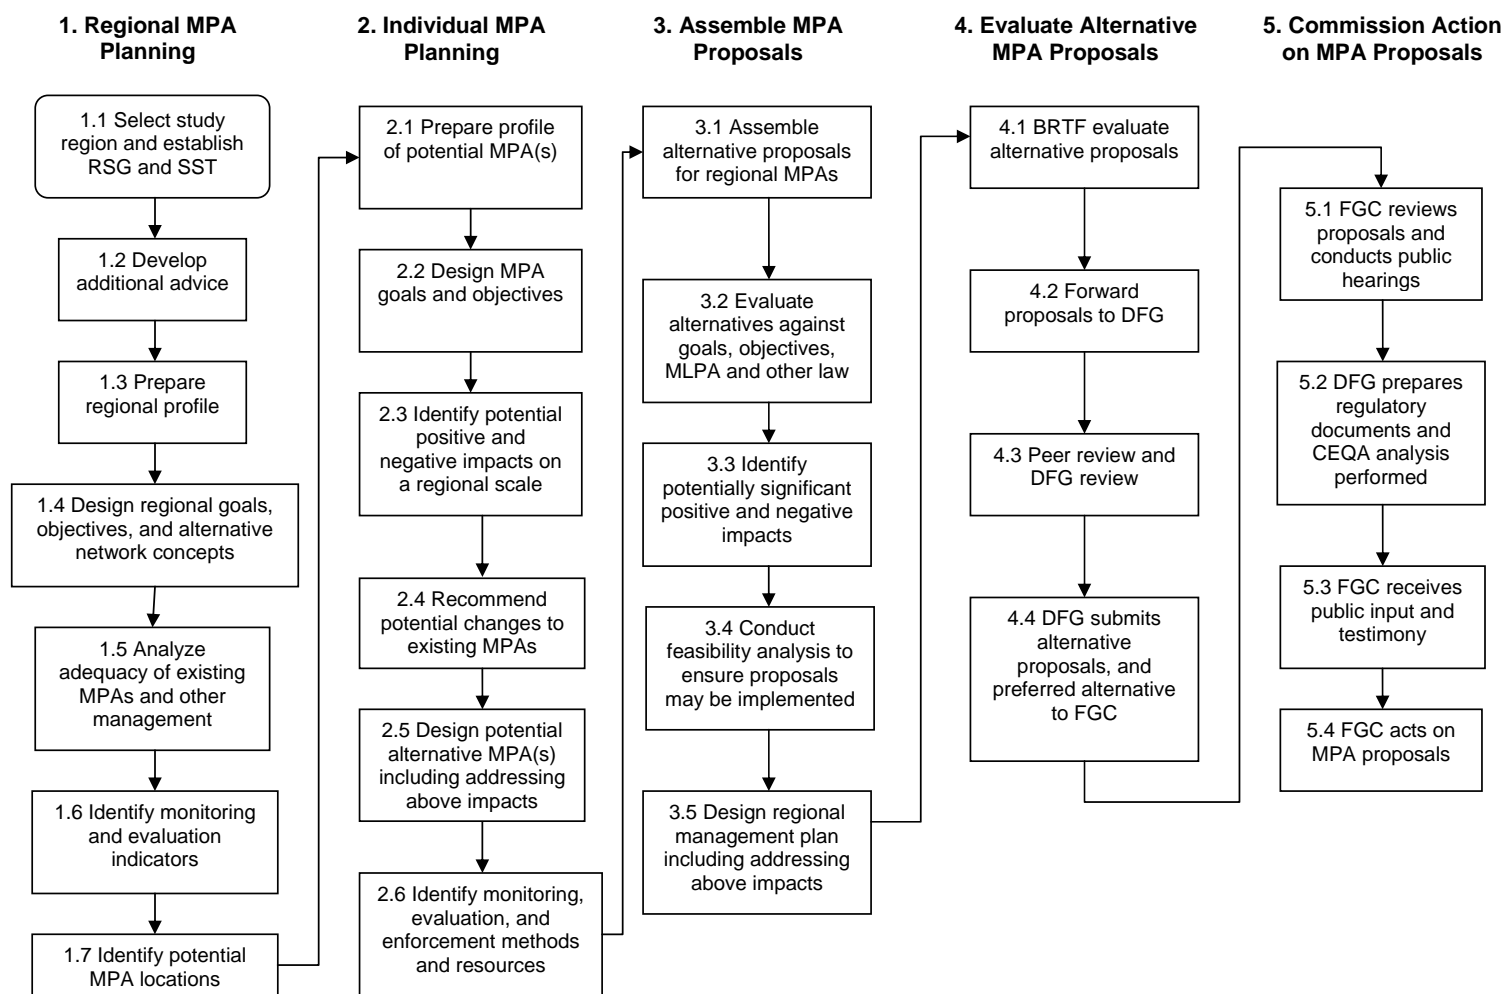 1. Regional MPA
Planning
1.1 Select study
region and establish
RSG and SST
1.2 Develop
additional advice
1.3 Prepare
regional profile
1.4 Design regional goals,
objectives, and alternative
network concepts
1.5 Analyze
adequacy of existing
MPAs and other
management
1.6 Identify monitoring
and evaluation
indicators
1.7 Identify potential
MPA locations
2. Individual MPA
Planning
2.1 Prepare profile
of potential MPA(s)
2.2 Design MPA
goals and objectives
2.3 Identify potential
positive and
negative impacts on
a regional scale
2.4 Recommend
potential changes to
existing MPAs
2.5 Design potential
alternative MPA(s)
including addressing
above impacts
2.6 Identify monitoring,
evaluation, and
enforcement methods
and resources
3. Assemble MPA
Proposals
3.1 Assemble
alternative proposals
for regional MPAs
3.2 Evaluate
alternatives against
goals, objectives,
MLPA and other law
3.3 Identify
potentially significant
positive and negative
impacts
3.4 Conduct
feasibility analysis to
ensure proposals
may be implemented
3.5 Design regional
management plan
including addressing
above impacts
4. Evaluate Alternative
MPA Proposals
4.1 BRTF evaluate
alternative proposals
4.2 Forward
proposals to DFG
4.3 Peer review and
DFG review
4.4 DFG submits
alternative
proposals, and
preferred alternative
to FGC
5. Commission Action
on MPA Proposals
5.1 FGC reviews
proposals and
conducts public
hearings
5.2 DFG prepares
regulatory
documents and
CEQA analysis
performed
5.3 FGC receives
public input and
testimony
5.4 FGC acts on
MPA proposals